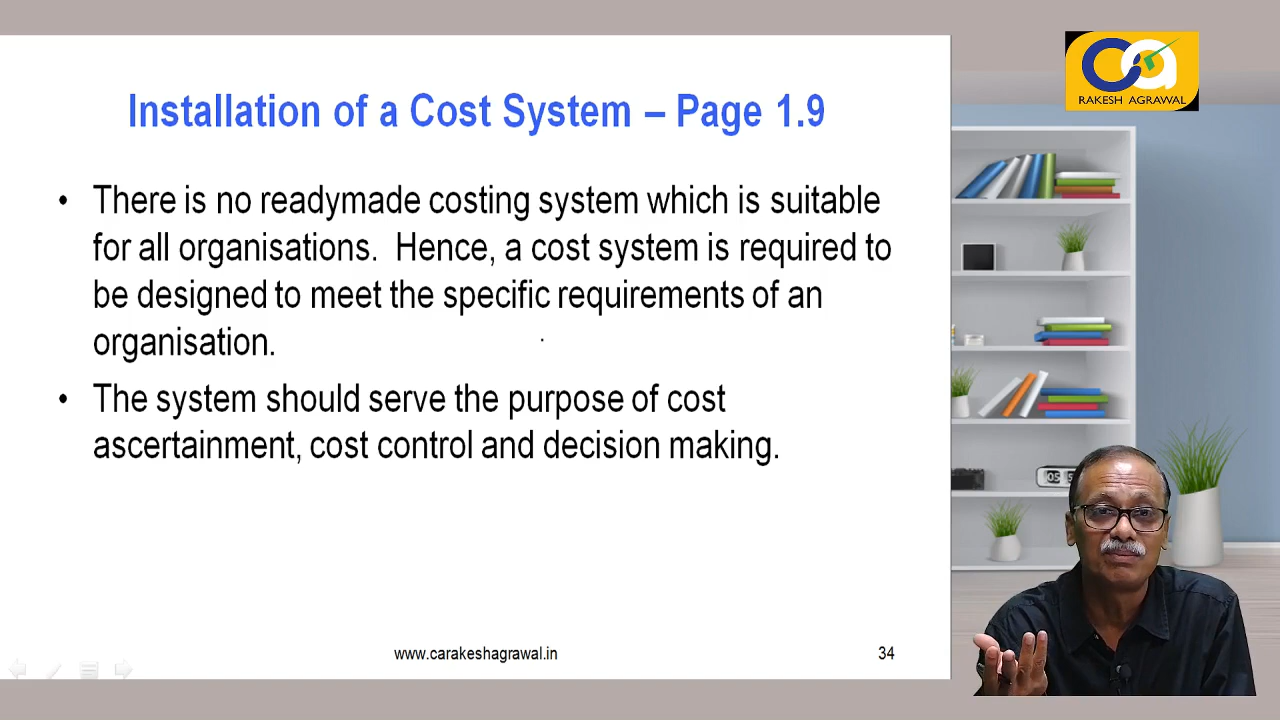 RAKESH AGRAWAL
Installation of a Cost System – Page 1.9
• There is no readymade costing system which is suitable
for all organisations. Hence, a cost system is required to
be designed to meet the specific requirements of an
organisation.
• The system should serve the purpose of cost
ascertainment, cost control and decision making.
www.carakeshagrawal.in
34